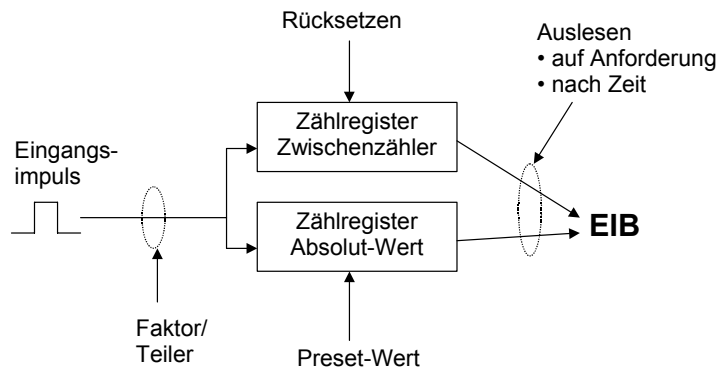 Rücksetzen
Auslesen
• auf Anforderung
• nach Zeit
Zählregister
Zwischenzähler
Eingangs-
impuls
Zählregister
Absolut-Wert
EIB
Faktor/
Teiler
Preset-Wert